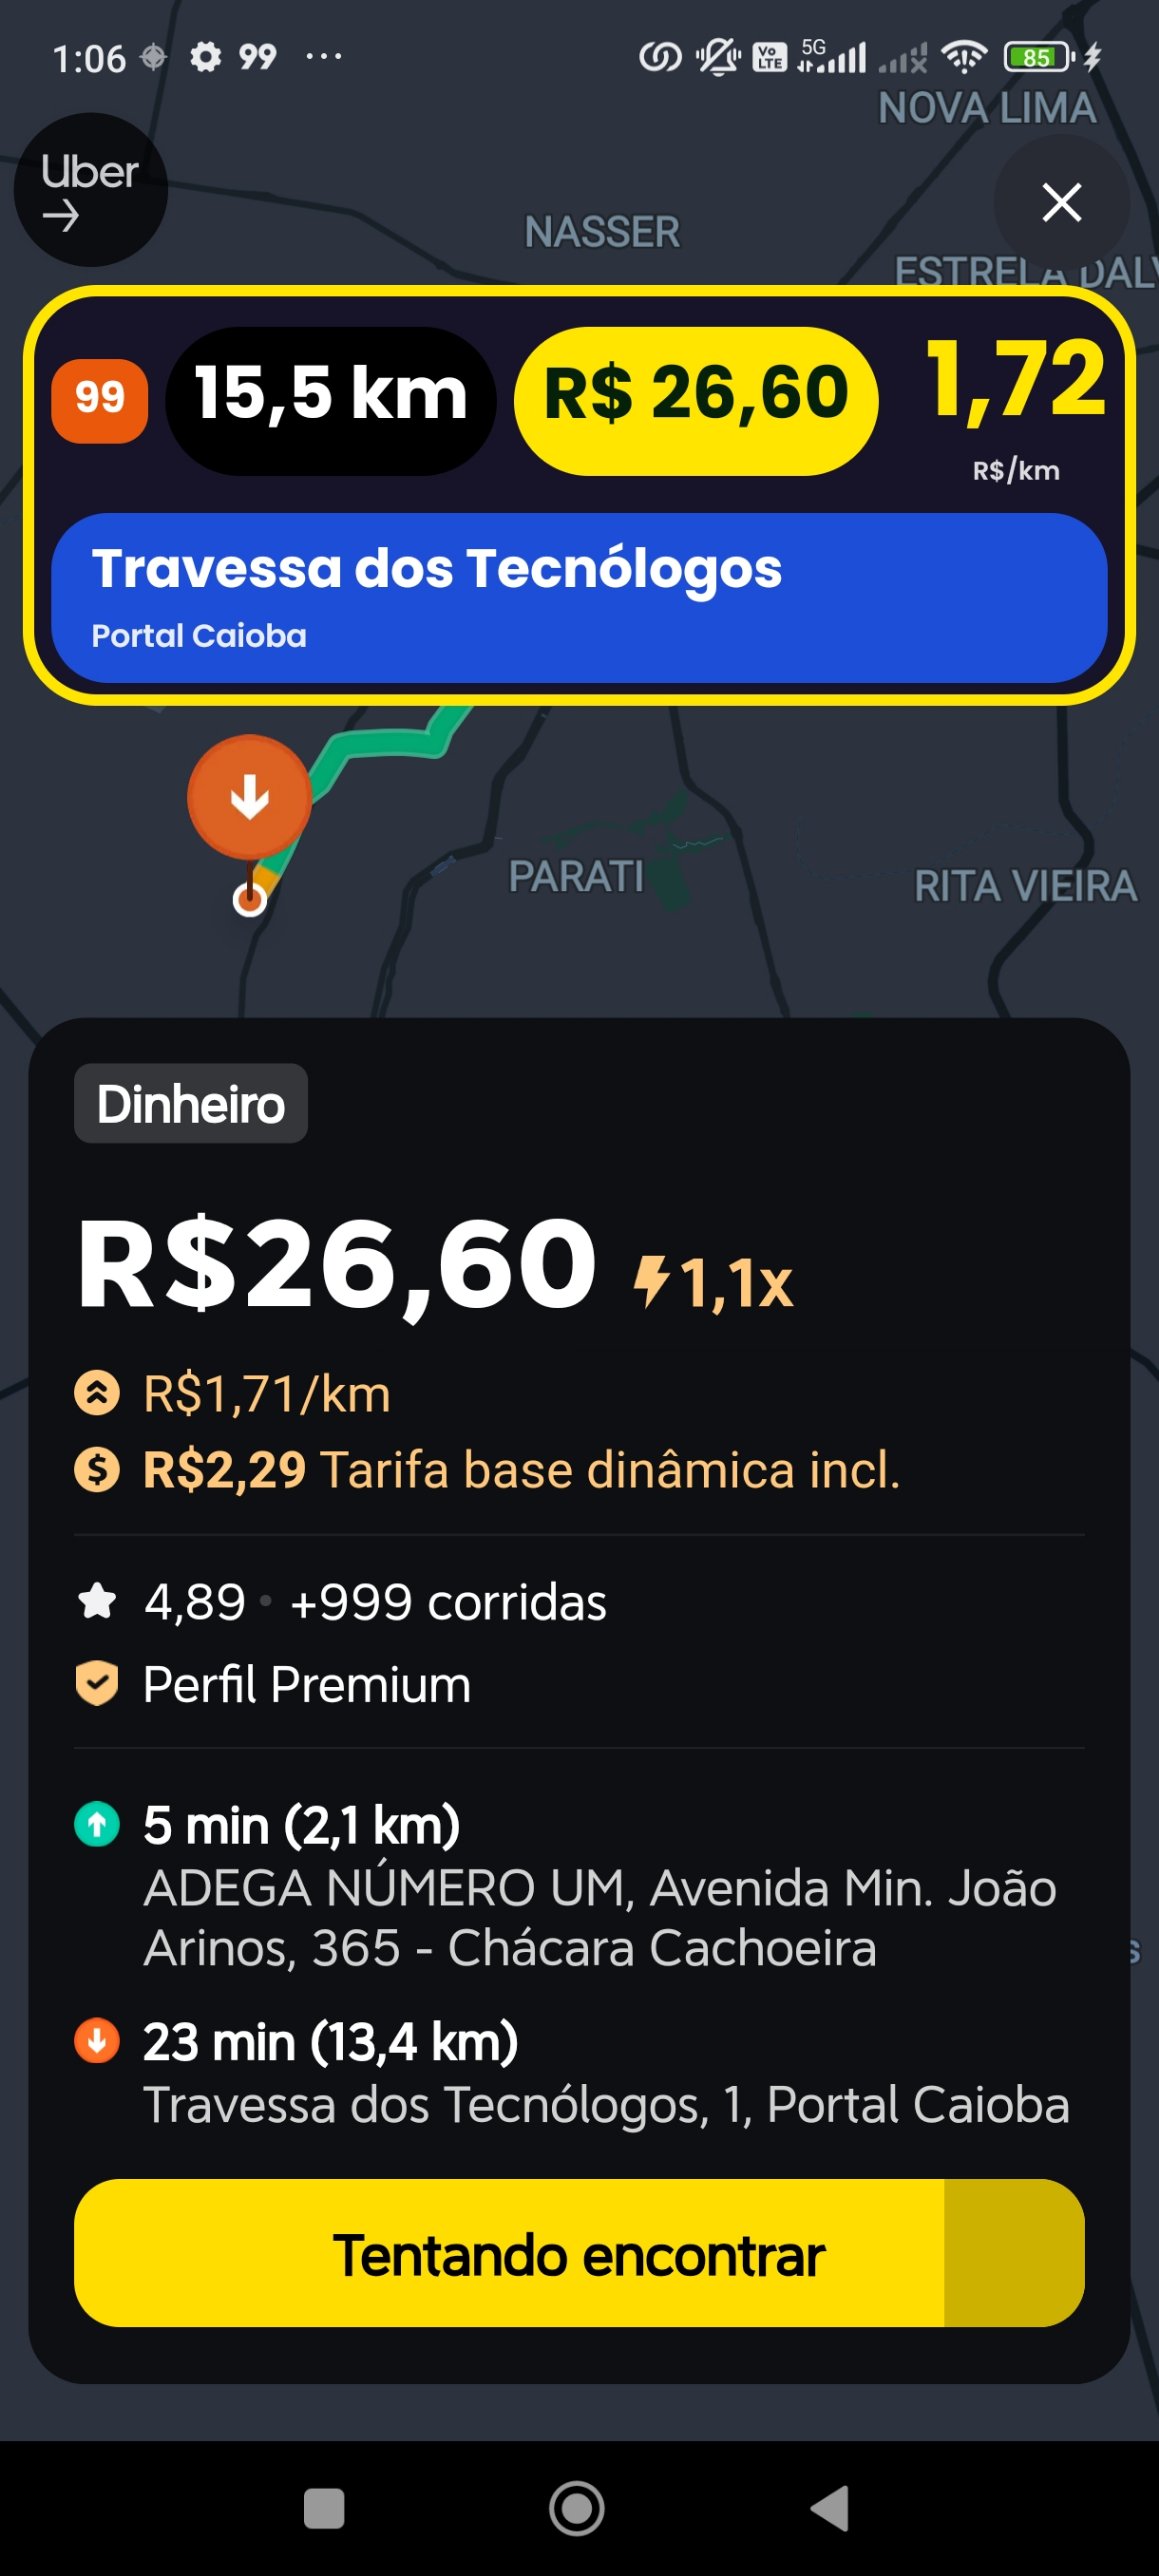 1:06 99 ...
VoLTE 5G 85
NOVA LIMA
Uber
NASSER
ESTRELA DALV
99 15,5 km R$ 26,60 1,72
R$/km
Travessa dos Tecnólogos
Portal Caioba
PARATI
RITA VIEIRA
Dinheiro
R$26,60 1,1x
R$1,71/km
R$2,29 Tarifa base dinâmica incl.
4,89 • +999 corridas
Perfil Premium
5 min (2,1 km)
ADEGA NÚMERO UM, Avenida Min. João
Arinos, 365 - Chácara Cachoeira
s
23 min (13,4 km)
Travessa dos Tecnólogos, 1, Portal Caioba
Tentando encontrar